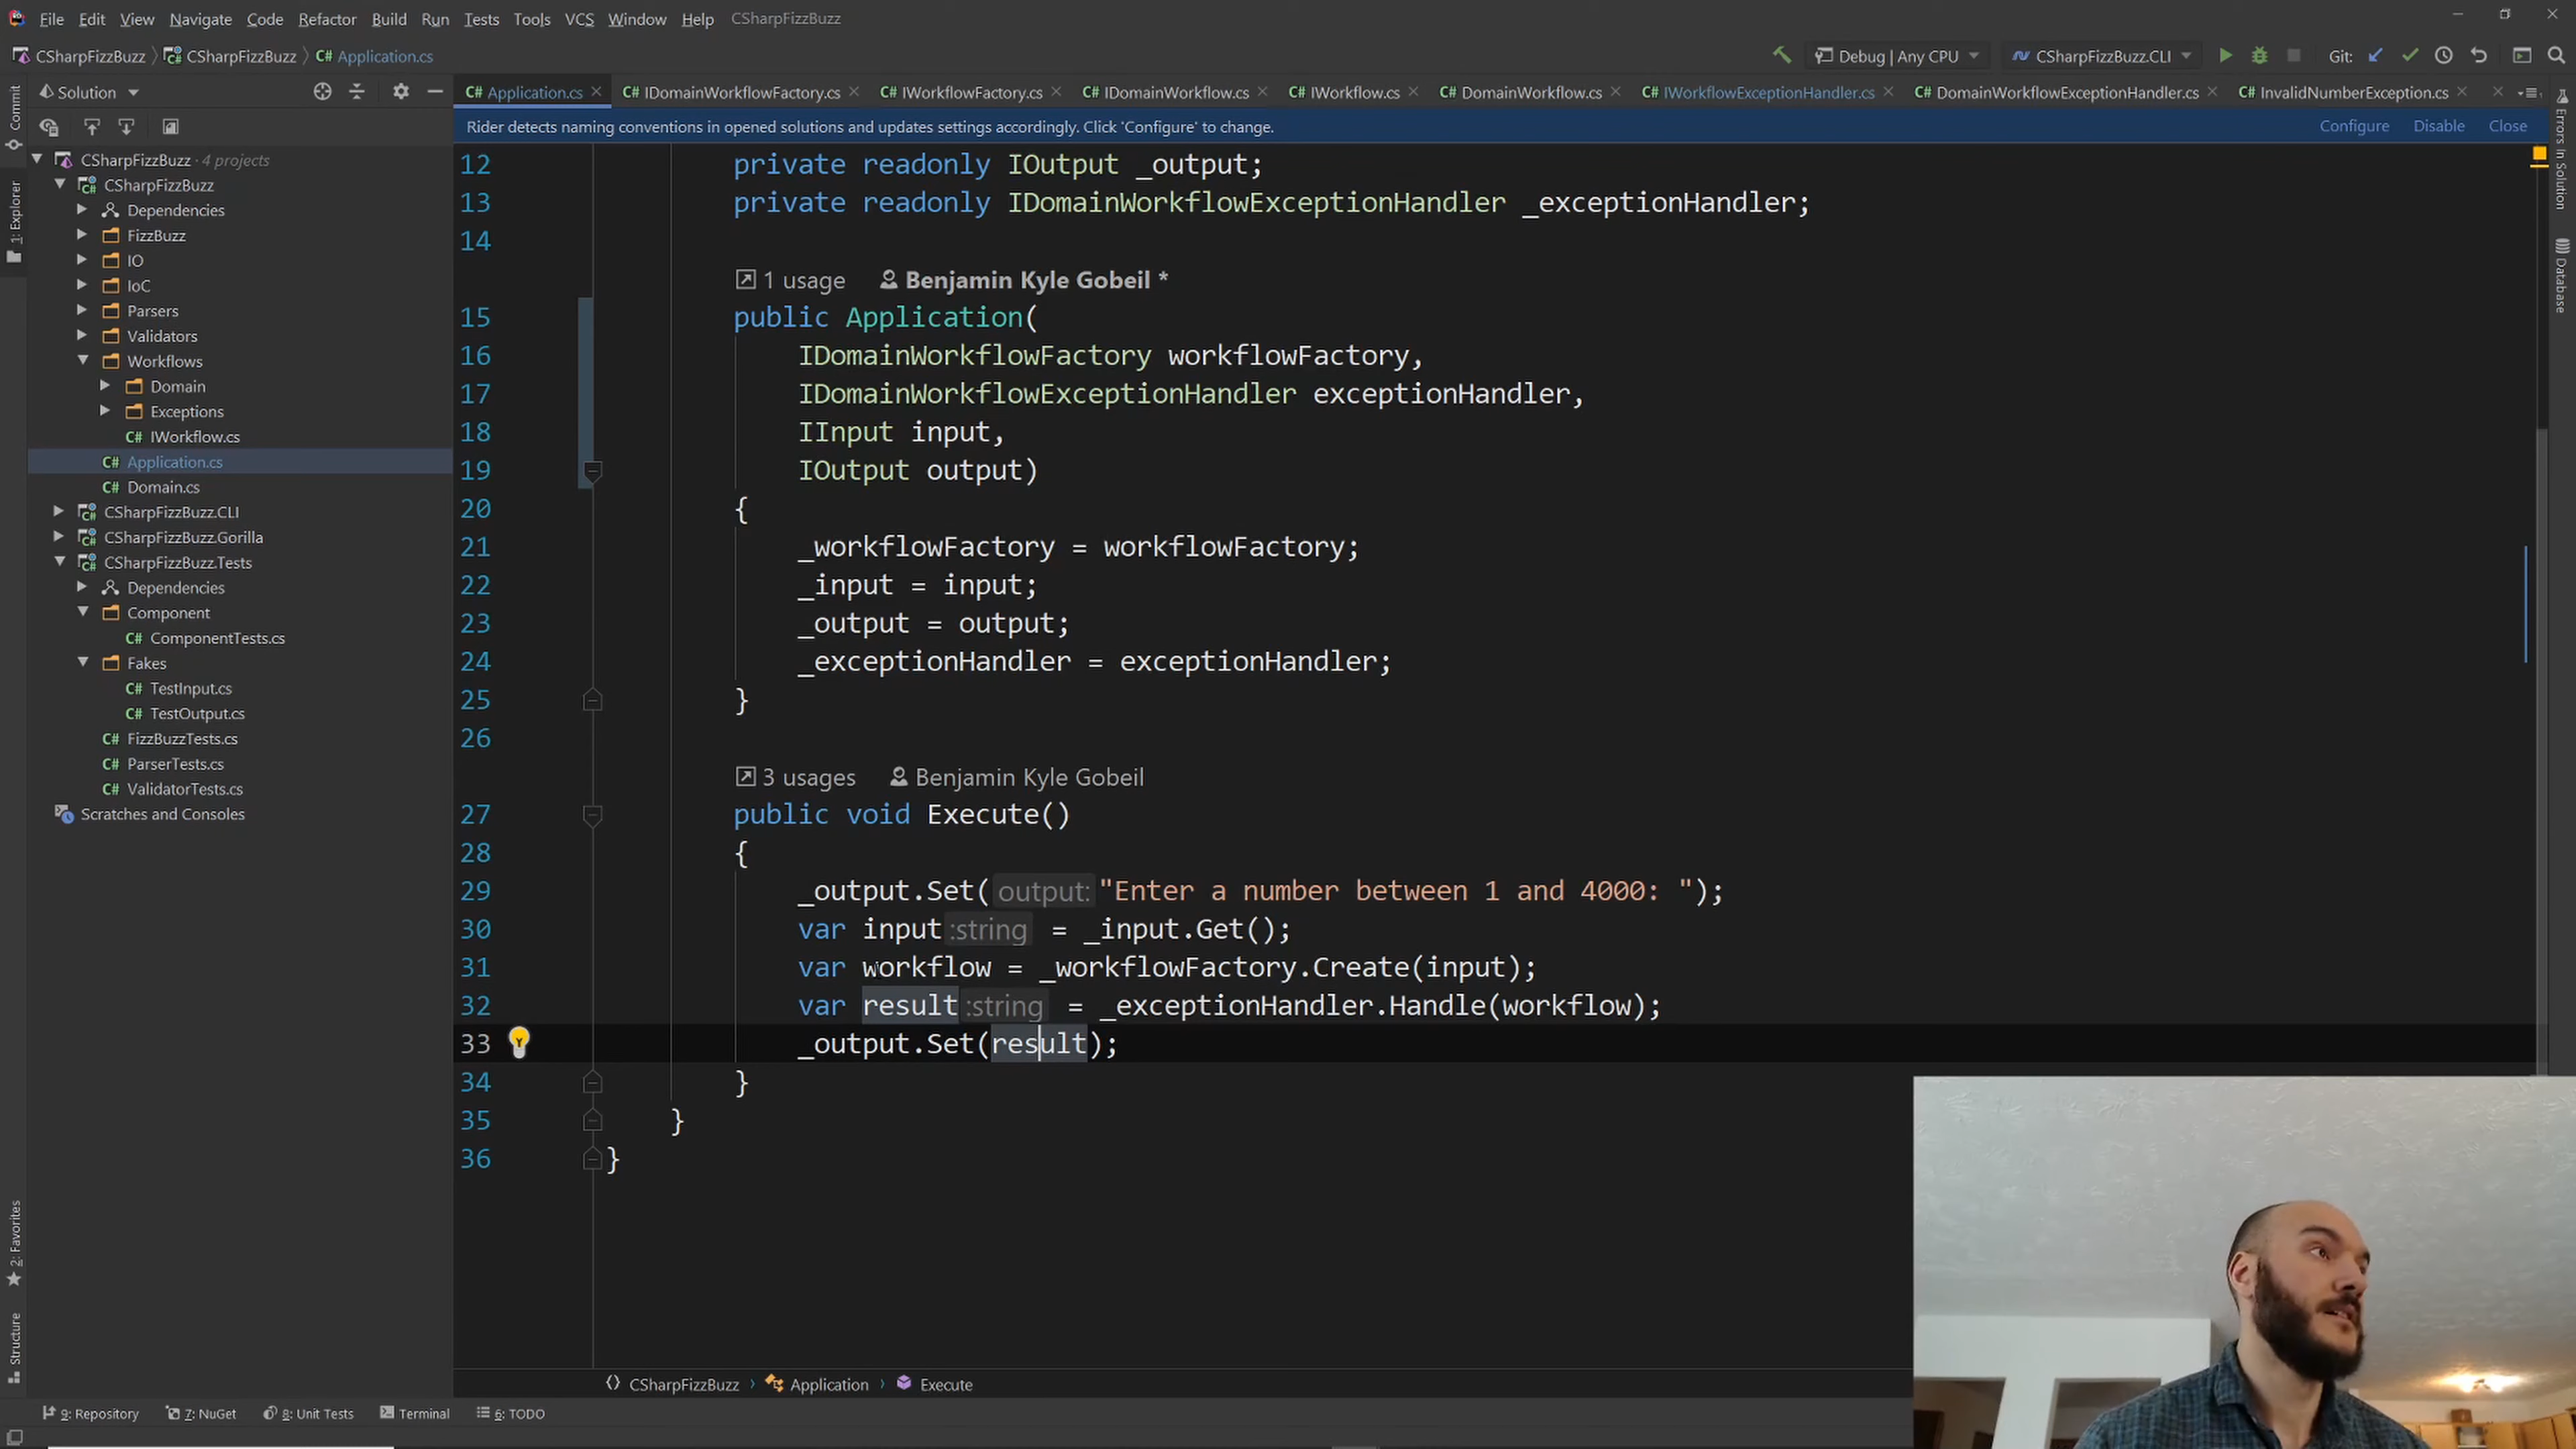 File Edit View Navigate Code Refactor Build Run Tests Tools VCS Window Help CSharpFizzBuzz
CSharpFizzBuzz CSharpFizzBuzz C# Application.cs Debug | Any CPU CSharpFizzBuzz.CLI Git:
Solution
C# Application.cs C# IDomainWorkflowFactory.cs C# IWorkflowFactory.cs C# IDomainWorkflow.cs C# IWorkflow.cs C# DomainWorkflow.cs C# IWorkflowExceptionHandler.cs C# DomainWorkflowExceptionHandler.cs C# InvalidNumberException.cs
Rider detects naming conventions in opened solutions and updates settings accordingly. Click 'Configure' to change. Configure Disable Close
Commit
1: Explorer
2: Favorites
Structure
CSharpFizzBuzz · 4 projects
CSharpFizzBuzz
Dependencies
FizzBuzz
IO
IoC
Parsers
Validators
Workflows
Domain
Exceptions
C# IWorkflow.cs
C# Application.cs
C# Domain.cs
CSharpFizzBuzz.CLI
CSharpFizzBuzz.Gorilla
CSharpFizzBuzz.Tests
Dependencies
Component
C# ComponentTests.cs
Fakes
C# TestInput.cs
C# TestOutput.cs
C# FizzBuzzTests.cs
C# ParserTests.cs
C# ValidatorTests.cs
Scratches and Consoles
12 private readonly IOutput _output;
13 private readonly IDomainWorkflowExceptionHandler _exceptionHandler;
14
1 usage Benjamin Kyle Gobeil *
15 public Application(
16 IDomainWorkflowFactory workflowFactory,
17 IDomainWorkflowExceptionHandler exceptionHandler,
18 IInput input,
19 IOutput output)
20 {
21 _workflowFactory = workflowFactory;
22 _input = input;
23 _output = output;
24 _exceptionHandler = exceptionHandler;
25 }
26
3 usages Benjamin Kyle Gobeil
27 public void Execute()
28 {
29 _output.Set( output: "Enter a number between 1 and 4000: ");
30 var input :string = _input.Get();
31 var workflow = _workflowFactory.Create(input);
32 var result :string = _exceptionHandler.Handle(workflow);
33 _output.Set(result);
34 }
35 }
36 }
Errors in Solution
Database
CSharpFizzBuzz Application Execute
9: Repository 7: NuGet 8: Unit Tests Terminal 6: TODO